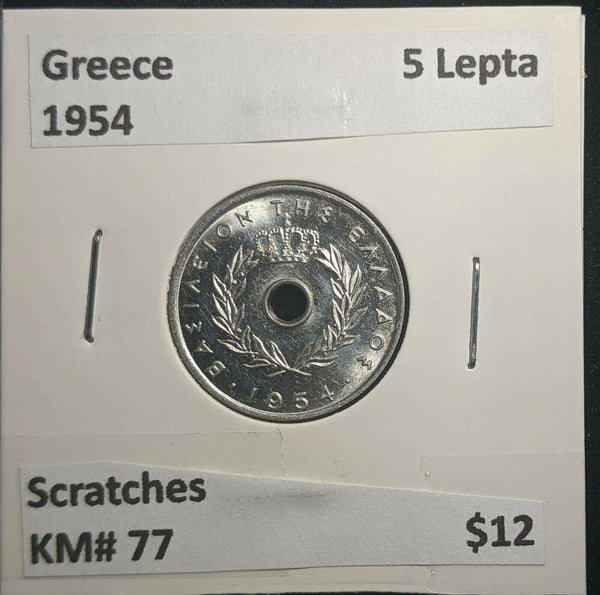 Greece 5 Lepta
1954
ΒΑΣΙΛΕΙΟΝ ΤΗΣ ΕΛΛΑΔΟΣ
·1954·
Scratches
KM# 77 $12